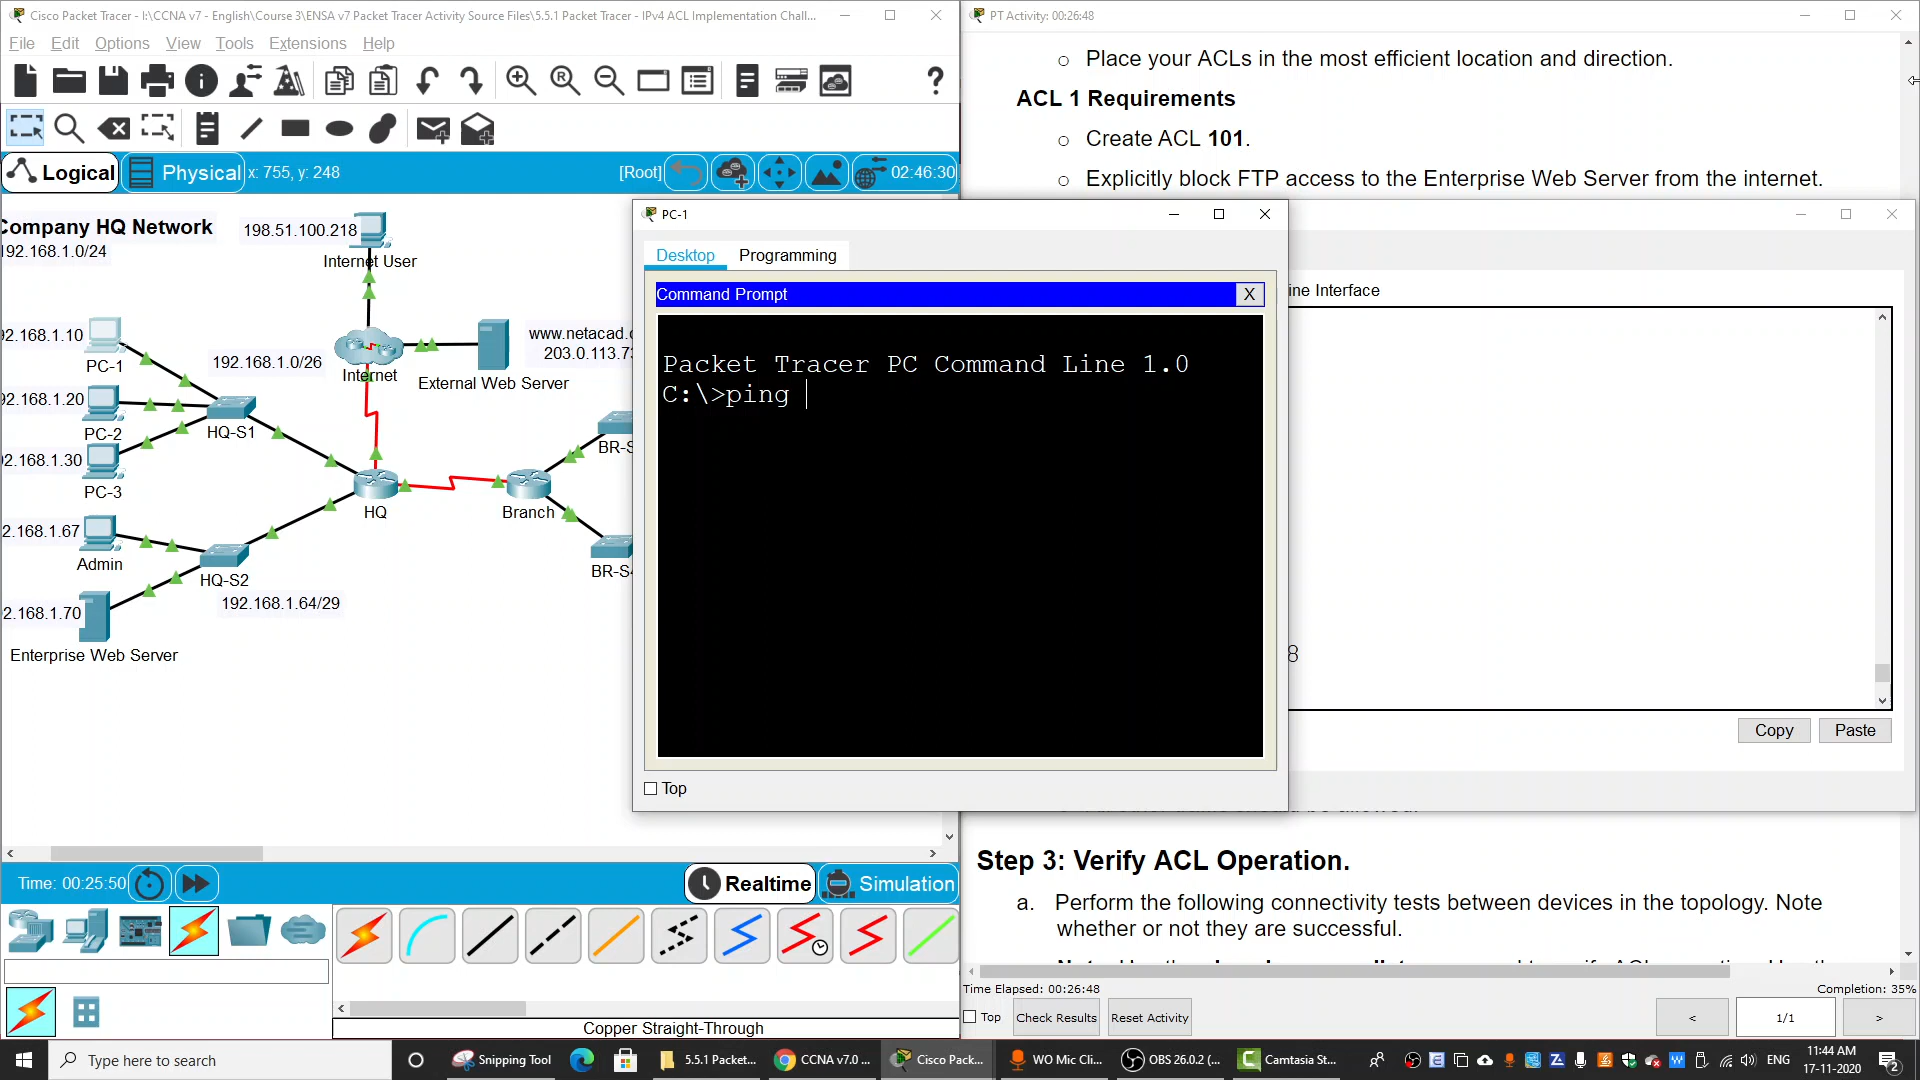 Cisco Packet Tracer - I:\CCNA v7 - English\Course 3\ENSA v7 Packet Tracer Activity Source Files\5.5.1 Packet Tracer - IPv4 ACL Implementation Chall...
File Edit Options View Tools Extensions Help
Logical
Physical
x: 755, y: 248
[Root]
02:46:30
Company HQ Network
192.168.1.0/24
198.51.100.218
Internet User
92.168.1.10
PC-1
192.168.1.0/26
Internet
www.netacad.c
203.0.113.73
External Web Server
92.168.1.20
PC-2
HQ-S1
BR-S
92.168.1.30
PC-3
HQ
Branch
2.168.1.67
Admin
HQ-S2
BR-S4
192.168.1.64/29
2.168.1.70
Enterprise Web Server
Time: 00:25:50
Realtime
Simulation
Copper Straight-Through
PT Activity: 00:26:48
Place your ACLs in the most efficient location and direction.
ACL 1 Requirements
Create ACL 101.
Explicitly block FTP access to the Enterprise Web Server from the internet.
PC-1
Desktop
Programming
Command Prompt
X
Packet Tracer PC Command Line 1.0
C:\>ping
Top
ine Interface
8
Copy
Paste
Step 3: Verify ACL Operation.
a. Perform the following connectivity tests between devices in the topology. Note
whether or not they are successful.
Time Elapsed: 00:26:48
Completion: 35%
Top
Check Results
Reset Activity
<
1/1
>
Type here to search
Snipping Tool
5.5.1 Packet...
CCNA v7.0 ...
Cisco Pack...
WO Mic Cli...
OBS 26.0.2 (...
Camtasia St...
ENG
11:44 AM
17-11-2020
2